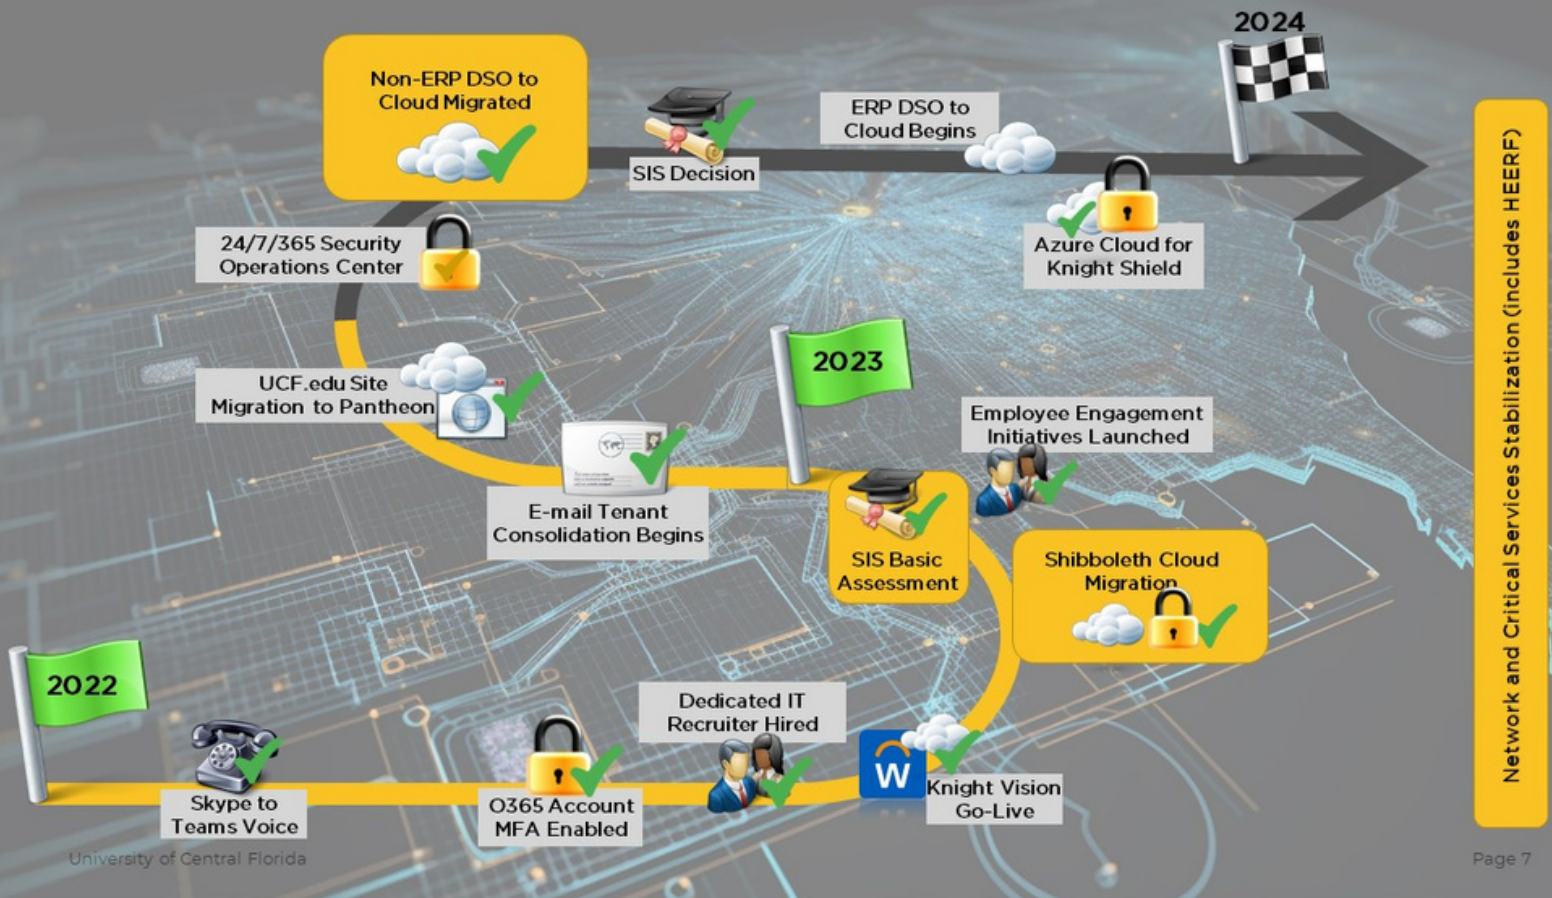 2024
Non-ERP DSO to
Cloud Migrated
SIS Decision
ERP DSO to
Cloud Begins
Azure Cloud for
Knight Shield
24/7/365 Security
Operations Center
UCF.edu Site
Migration to Pantheon
E-mail Tenant
Consolidation Begins
2023
SIS Basic
Assessment
Employee Engagement
Initiatives Launched
Shibboleth Cloud
Migration
2022
Skype to
Teams Voice
O365 Account
MFA Enabled
Dedicated IT
Recruiter Hired
W
Knight Vision
Go-Live
Network and Critical Services Stabilization (includes HEERF)
University of Central Florida
Page 7